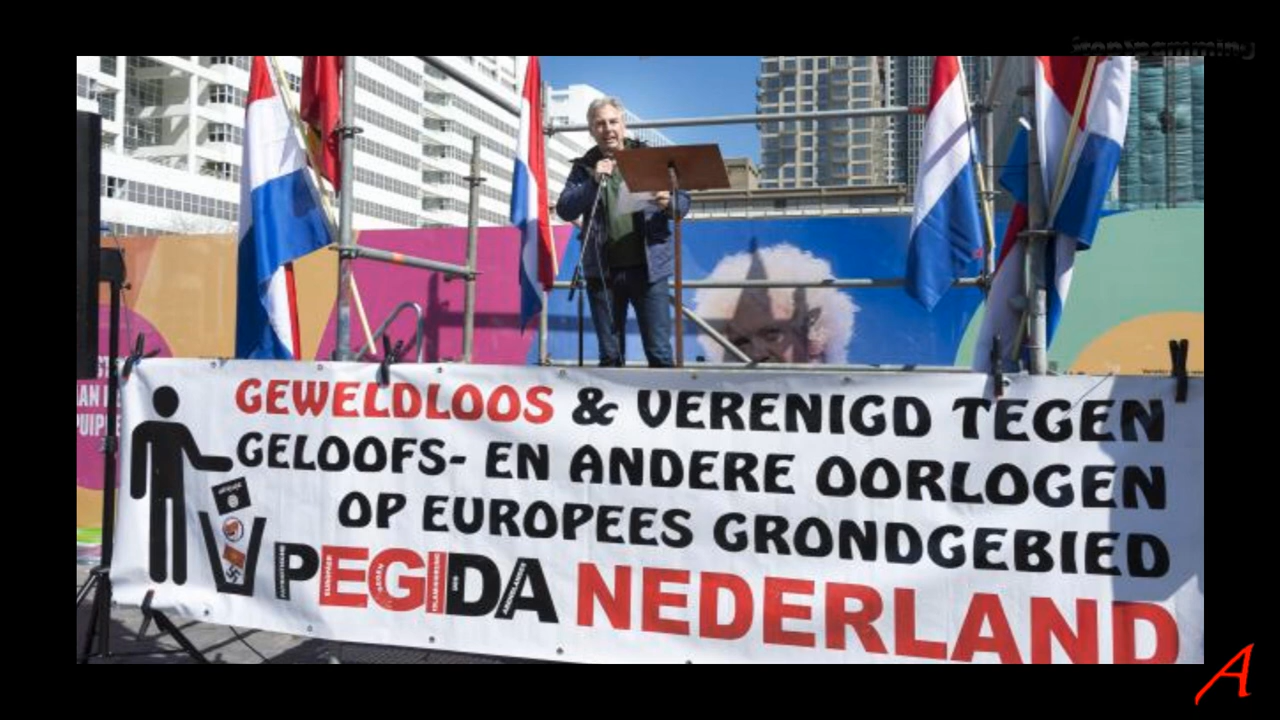 GEWELDLOOS & VERENIGD TEGEN
GELOOFS- EN ANDERE OORLOGEN
OP EUROPEES GRONDGEBIED
PEGIDA NEDERLAND
A